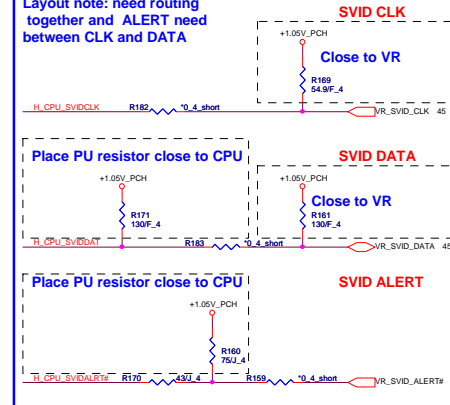 Layout note: need routing
together and ALERT need
between CLK and DATA
SVID CLK
+1.05V_PCH
Close to VR
R169
54.9/F_4
H_CPU_SVIDCLK
R182
*0_4_short
VR_SVID_CLK 45
Place PU resistor close to CPU
SVID DATA
+1.05V_PCH
+1.05V_PCH
Close to VR
R171
130/F_4
R161
130/F_4
H_CPU_SVIDDAT
R183
*0_4_short
VR_SVID_DATA 45
Place PU resistor close to CPU
SVID ALERT
+1.05V_PCH
R160
75/J_4
H_CPU_SVIDALRT#
R170
43/J_4
R159
*0_4_short
VR_SVID_ALERT#